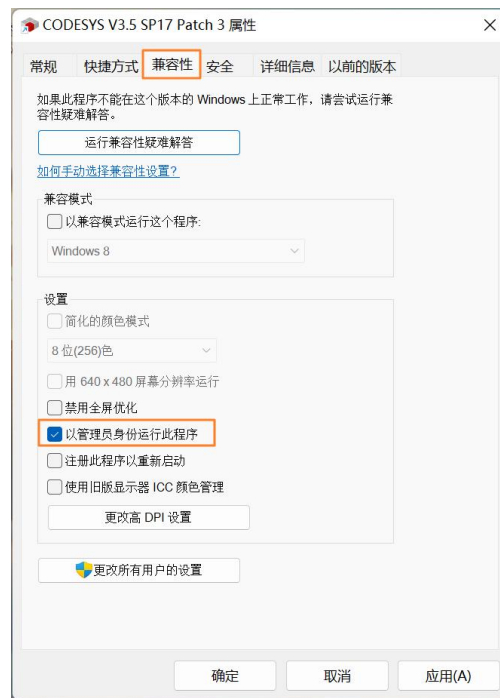 CODESYS V3.5 SP17 Patch 3 属性
常规 快捷方式 兼容性 安全 详细信息 以前的版本
如果此程序不能在这个版本的 Windows 上正常工作，请尝试运行兼
容性疑难解答。
运行兼容性疑难解答
如何手动选择兼容性设置?
兼容模式
以兼容模式运行这个程序:
Windows 8
设置
简化的颜色模式
8 位(256)色
用 640 x 480 屏幕分辨率运行
禁用全屏优化
以管理员身份运行此程序
注册此程序以重新启动
使用旧版显示器 ICC 颜色管理
更改高 DPI 设置
更改所有用户的设置
确定 取消 应用(A)